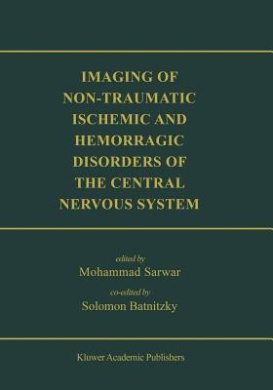 IMAGING OF
NON-TRAUMATIC
ISCHEMIC AND
HEMORRAGIC
DISORDERS OF
THE CENTRAL
NERVOUS SYSTEM
edited by
Mohammad Sarwar
co-edited by
Solomon Batnitzky
Kluwer Academic Publishers